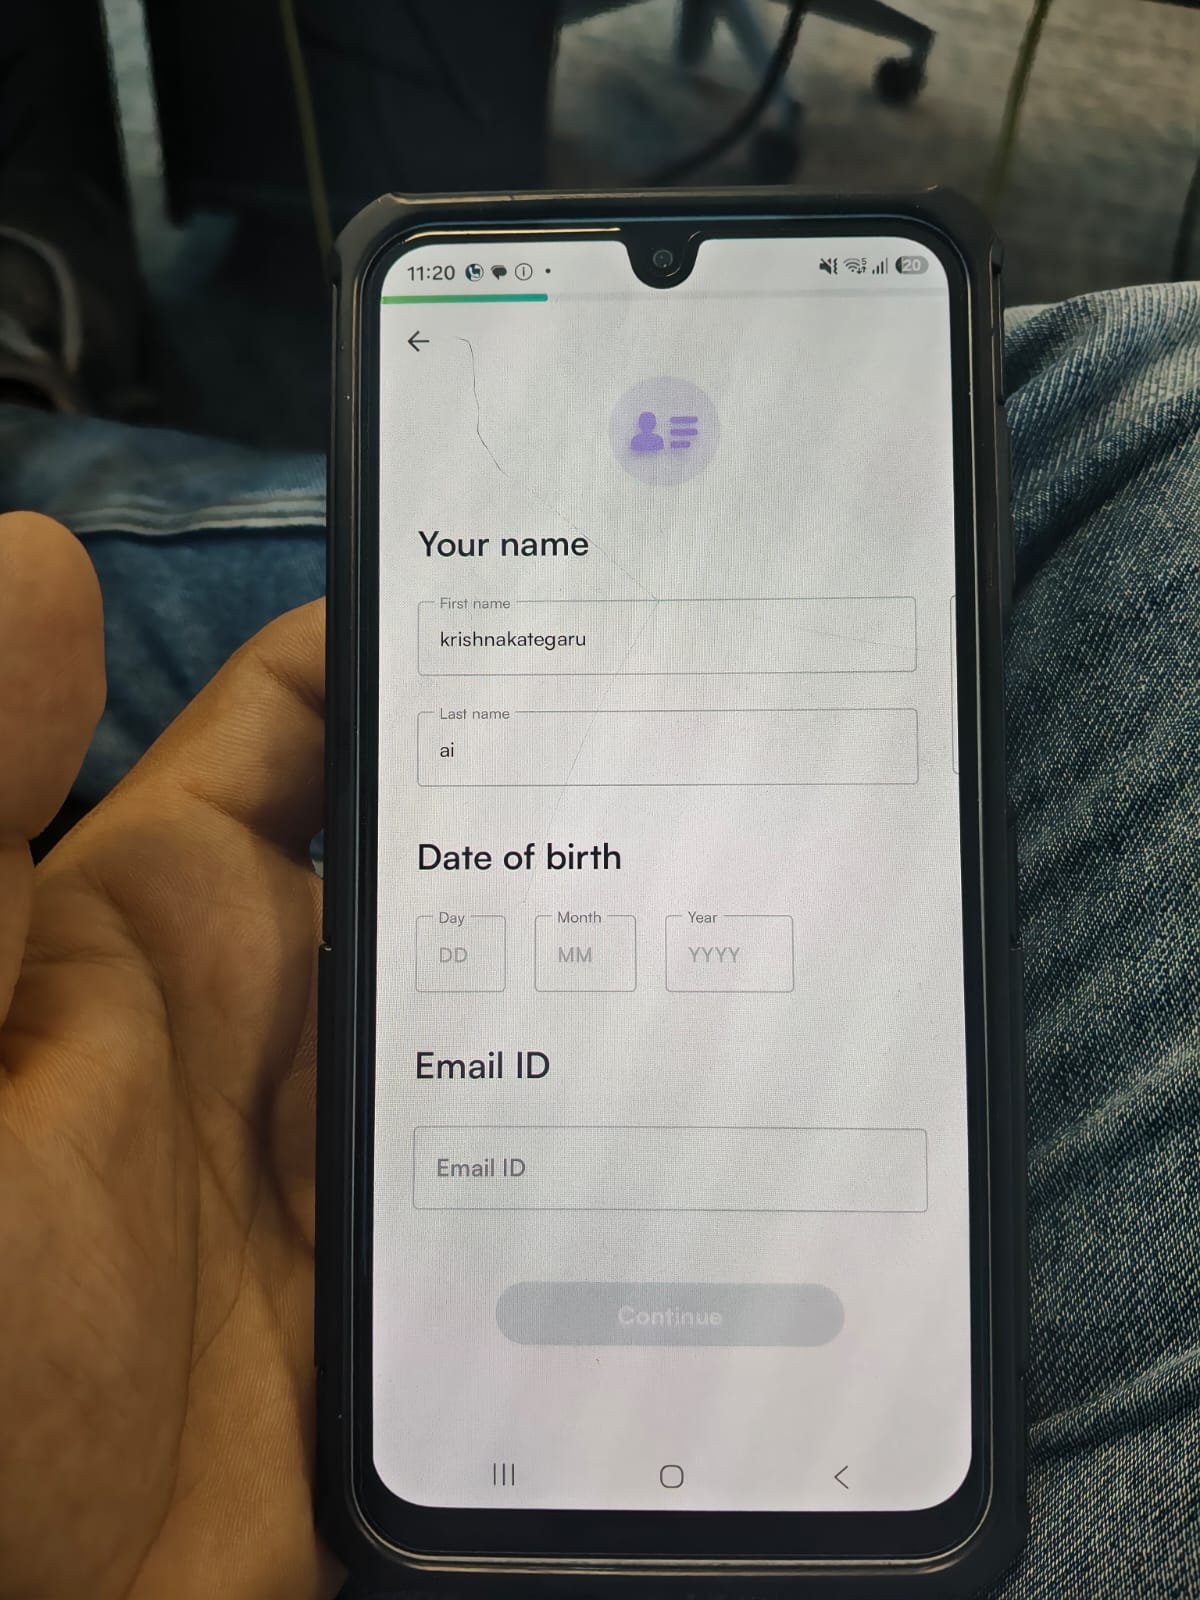 11:20
20
Your name
First name
krishnakategaru
Last name
ai
Date of birth
Day Month Year
DD MM YYYY
Email ID
Email ID
Continue